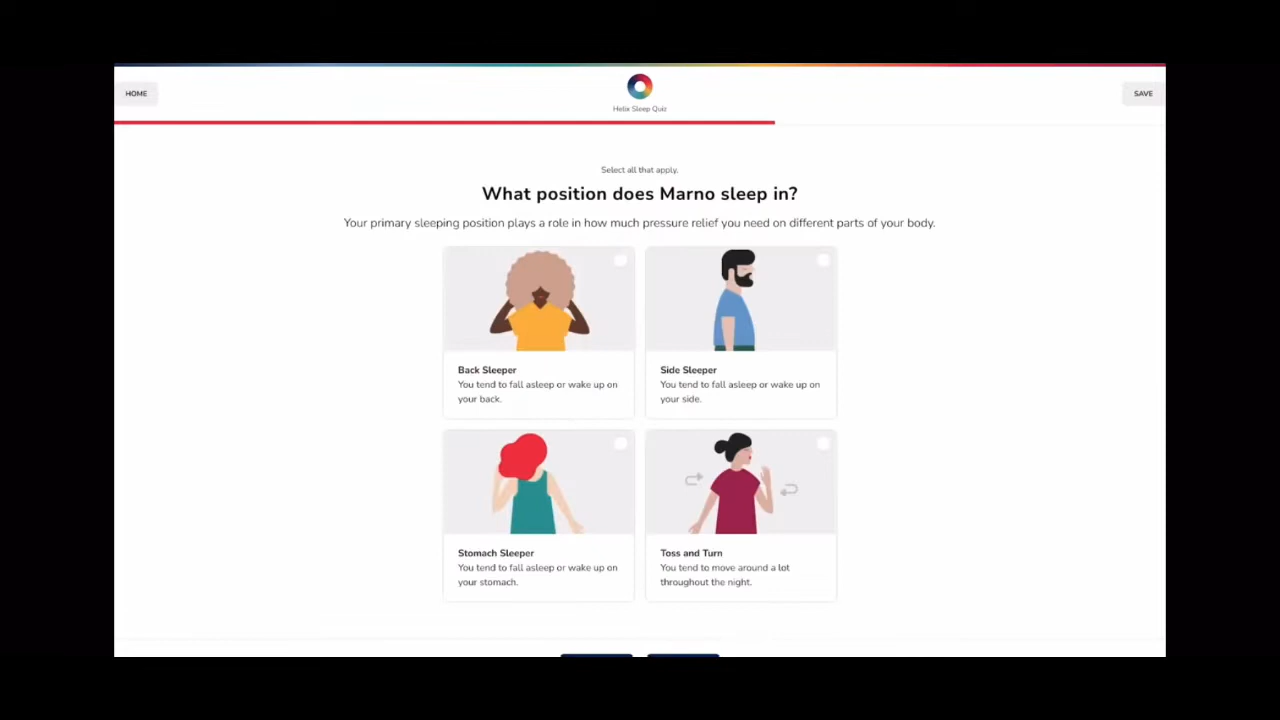 HOME
Helix Sleep Quiz
SAVE
Select all that apply.
What position does Marno sleep in?
Your primary sleeping position plays a role in how much pressure relief you need on different parts of your body.
Back Sleeper
You tend to fall asleep or wake up on
your back.
Side Sleeper
You tend to fall asleep or wake up on
your side.
Stomach Sleeper
You tend to fall asleep or wake up on
your stomach.
Toss and Turn
You tend to move around a lot
throughout the night.